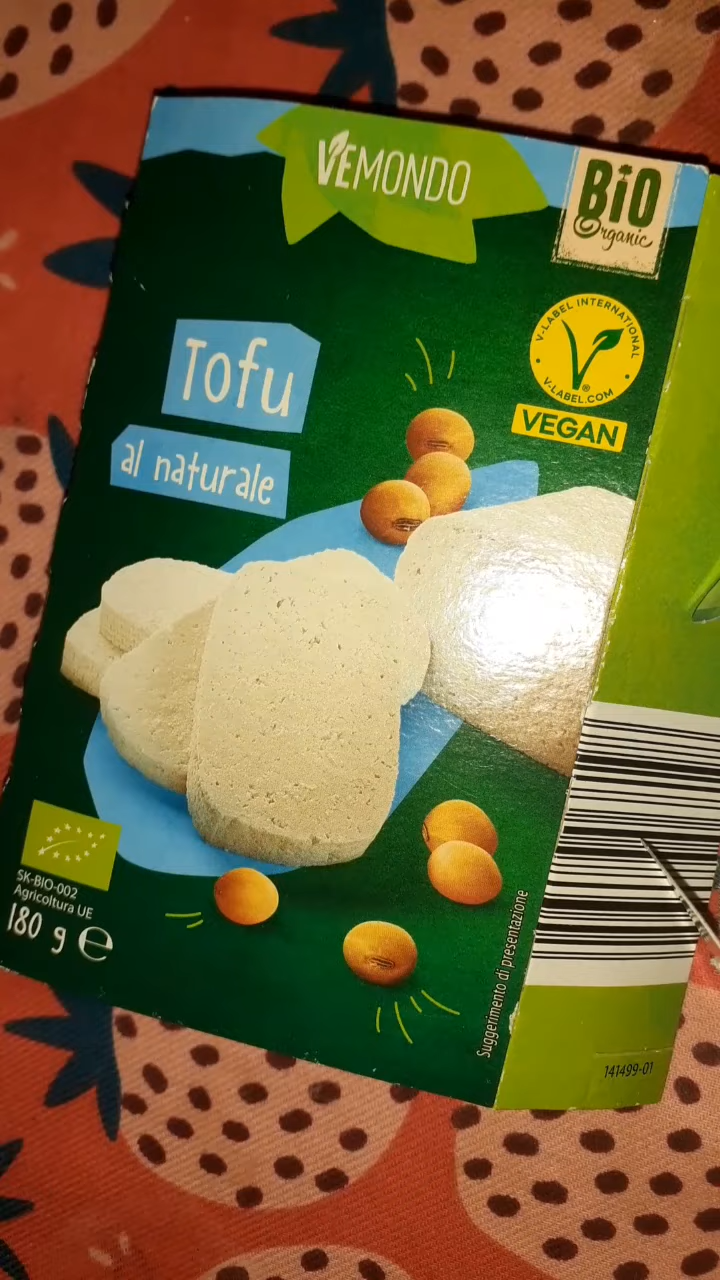 VEMONDO
BiO
Organic
V-LABEL INTERNATIONAL
V-LABEL.COM
®
VEGAN
Tofu
al naturale
SK-BIO-002
Agricoltura UE
180 g e
Suggerimento di presentazione
141499-01